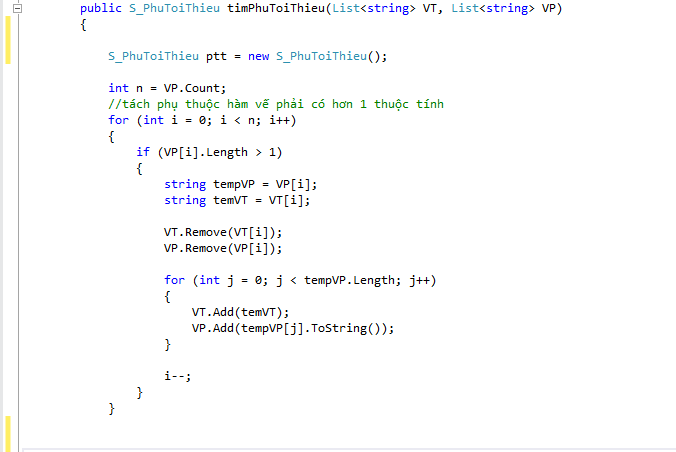 public S_PhuToiThieu timPhuToiThieu(List<string> VT, List<string> VP)
{
S_PhuToiThieu ptt = new S_PhuToiThieu();
int n = VP.Count;
//tách phụ thuộc hàm vế phải có hơn 1 thuộc tính
for (int i = 0; i < n; i++)
{
if (VP[i].Length > 1)
{
string tempVP = VP[i];
string temVT = VT[i];
VT.Remove(VT[i]);
VP.Remove(VP[i]);
for (int j = 0; j < tempVP.Length; j++)
{
VT.Add(temVT);
VP.Add(tempVP[j].ToString());
}
i--;
}
}